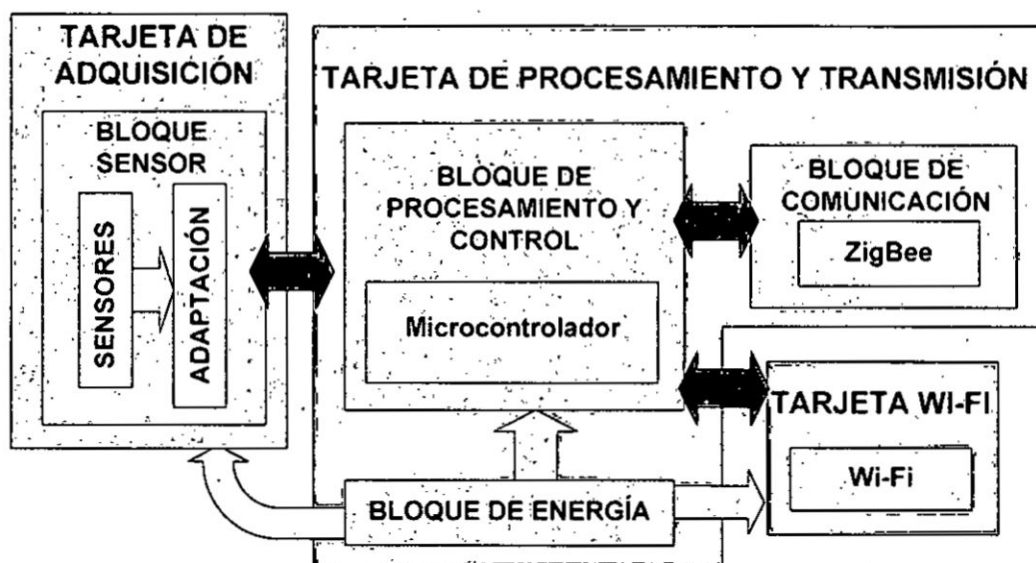 TARJETA DE
ADQUISICIÓN
BLOQUE
SENSOR
SENSORES
ADAPTACIÓN
TARJETA DE PROCESAMIENTO Y TRANSMISIÓN
BLOQUE DE
PROCESAMIENTO Y
CONTROL
Microcontrolador
BLOQUE DE
COMUNICACIÓN
ZigBee
TARJETA WI-FI
Wi-Fi
BLOQUE DE ENERGÍA